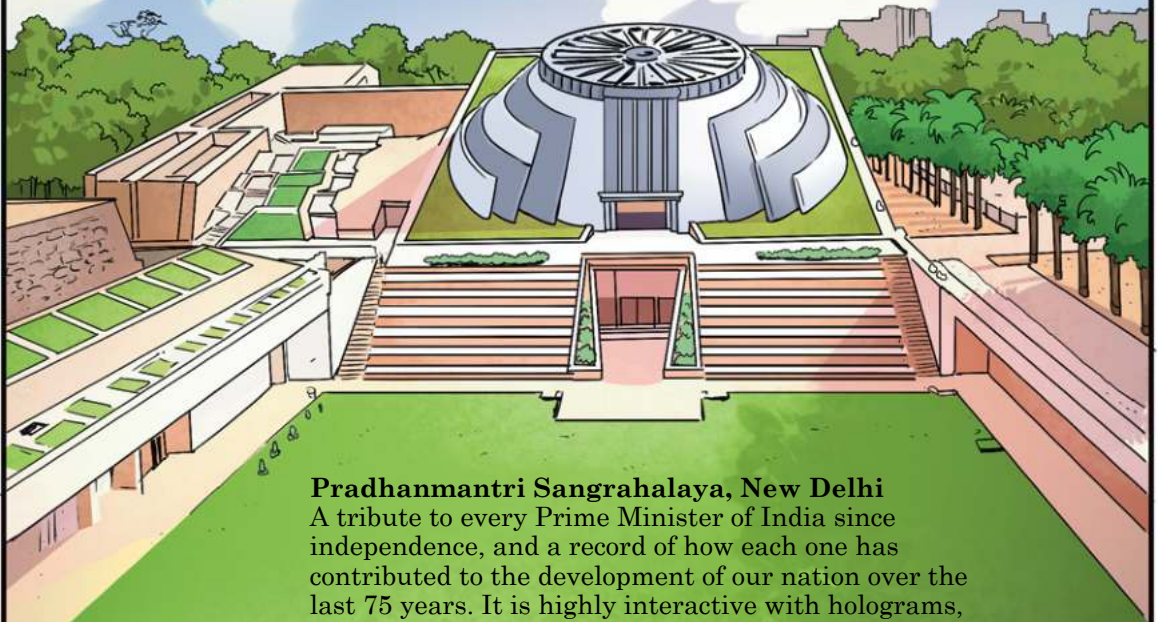 Pradhanmantri Sangrahalaya, New Delhi
A tribute to every Prime Minister of India since
independence, and a record of how each one has
contributed to the development of our nation over the
last 75 years. It is highly interactive with holograms,